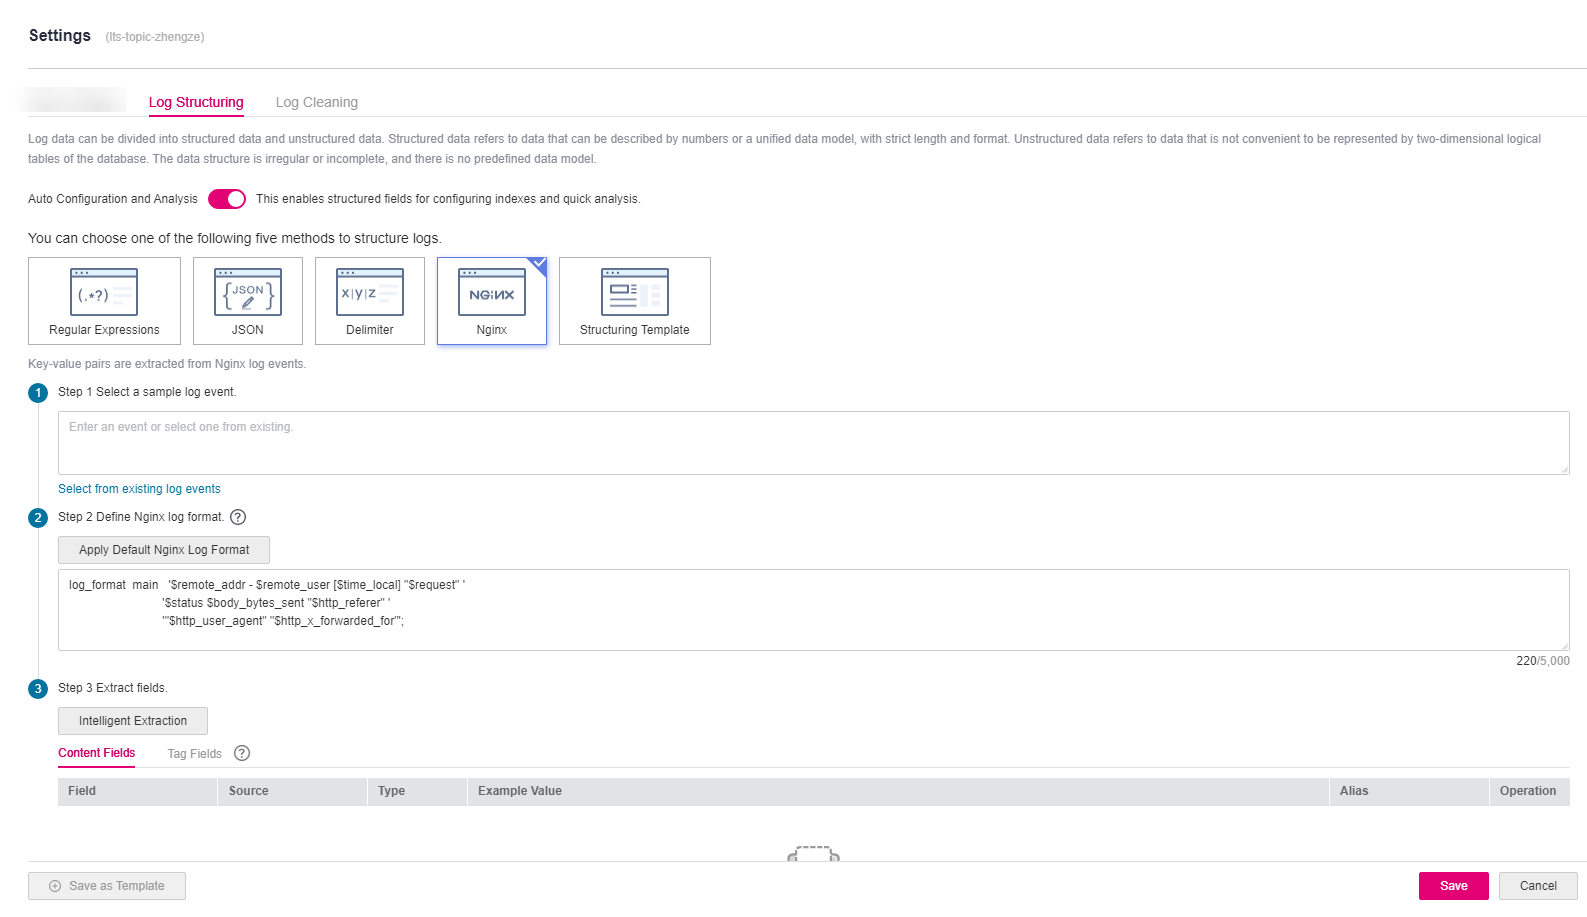 Settings (lts-topic-zhengze)
Log Structuring Log Cleaning
Log data can be divided into structured data and unstructured data. Structured data refers to data that can be described by numbers or a unified data model, with strict length and format. Unstructured data refers to data that is not convenient to be represented by two-dimensional logical
tables of the database. The data structure is irregular or incomplete, and there is no predefined data model.
Auto Configuration and Analysis This enables structured fields for configuring indexes and quick analysis.
You can choose one of the following five methods to structure logs.
(.*?) {JSON} x|y|z NGINX
Regular Expressions JSON Delimiter Nginx Structuring Template
Key-value pairs are extracted from Nginx log events.
1 Step 1 Select a sample log event.
Enter an event or select one from existing.
Select from existing log events
2 Step 2 Define Nginx log format. ?
Apply Default Nginx Log Format
log_format main '$remote_addr - $remote_user [$time_local] "$request" '
'$status $body_bytes_sent "$http_referer" '
'"$http_user_agent" "$http_x_forwarded_for"';
220/5,000
3 Step 3 Extract fields.
Intelligent Extraction
Content Fields Tag Fields ?
Field Source Type Example Value Alias Operation
Save as Template Save Cancel